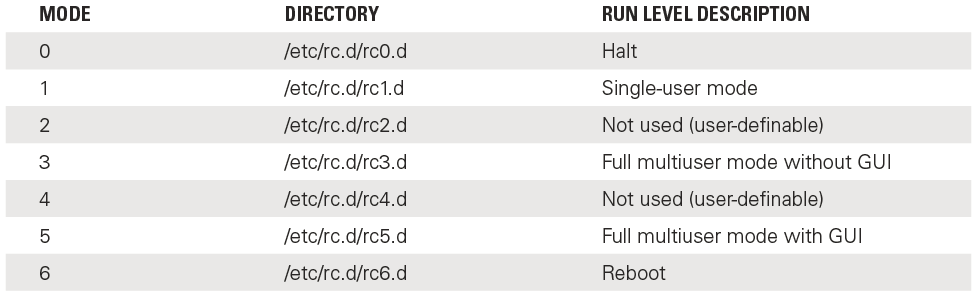 MODE DIRECTORY RUN LEVEL DESCRIPTION
0 /etc/rc.d/rc0.d Halt
1 /etc/rc.d/rc1.d Single-user mode
2 /etc/rc.d/rc2.d Not used (user-definable)
3 /etc/rc.d/rc3.d Full multiuser mode without GUI
4 /etc/rc.d/rc4.d Not used (user-definable)
5 /etc/rc.d/rc5.d Full multiuser mode with GUI
6 /etc/rc.d/rc6.d Reboot